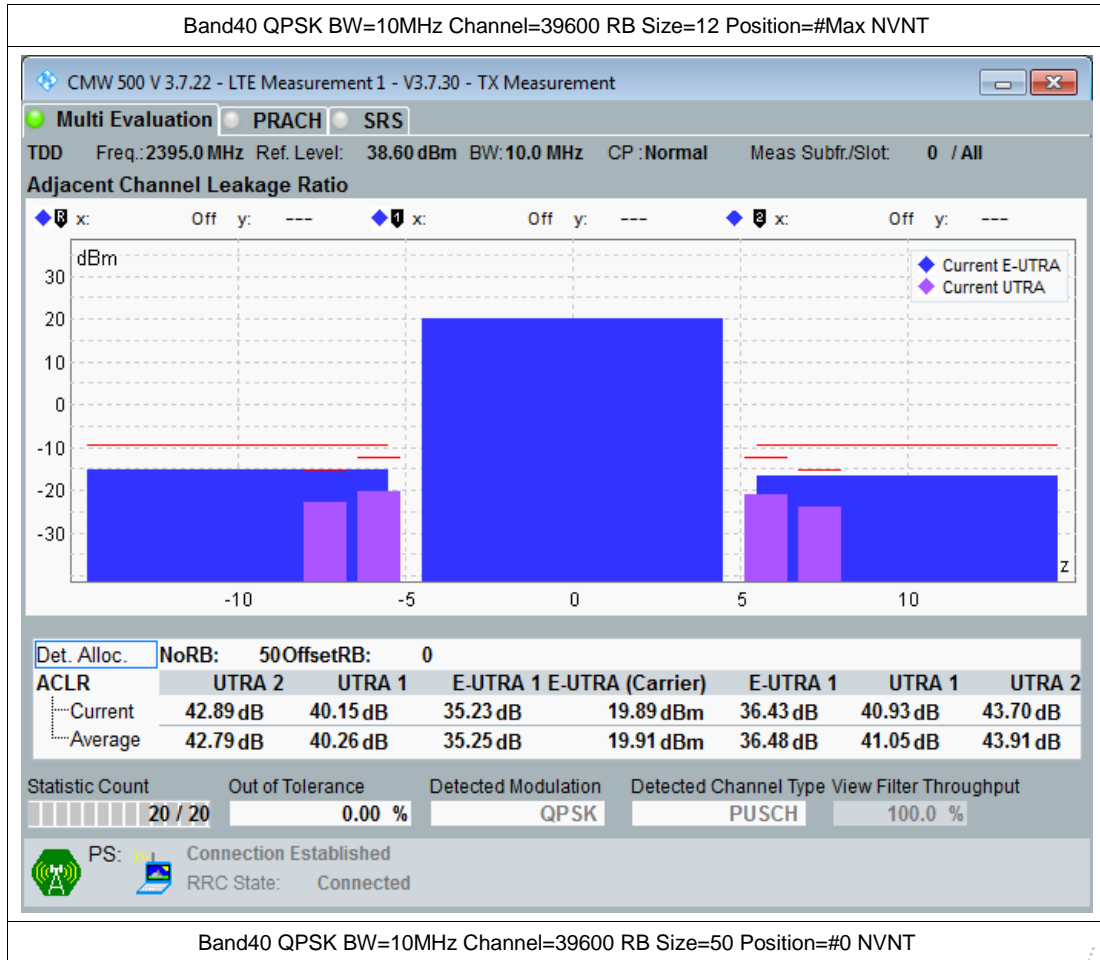 Band40 QPSK BW=10MHz Channel=39600 RB Size=12 Position=#Max NVNT
CMW 500 V 3.7.22 - LTE Measurement 1 - V3.7.30 - TX Measurement
Multi Evaluation PRACH SRS
TDD Freq.: 2395.0 MHz Ref. Level: 38.60 dBm BW: 10.0 MHz CP : Normal Meas Subfr./Slot: 0 / All
Adjacent Channel Leakage Ratio
R x: Off y: --- 1 x: Off y: --- 2 x: Off y: ---
dBm
Current E-UTRA
Current UTRA
30
20
10
0
-10
-20
-30
z
-10 -5 0 5 10
Det. Alloc. NoRB: 50 OffsetRB: 0
ACLR UTRA 2 UTRA 1 E-UTRA 1 E-UTRA (Carrier) E-UTRA 1 UTRA 1 UTRA 2
Current 42.89 dB 40.15 dB 35.23 dB 19.89 dBm 36.43 dB 40.93 dB 43.70 dB
Average 42.79 dB 40.26 dB 35.25 dB 19.91 dBm 36.48 dB 41.05 dB 43.91 dB
Statistic Count Out of Tolerance Detected Modulation Detected Channel Type View Filter Throughput
20 / 20 0.00 % QPSK PUSCH 100.0 %
PS: Connection Established
RRC State: Connected
Band40 QPSK BW=10MHz Channel=39600 RB Size=50 Position=#0 NVNT